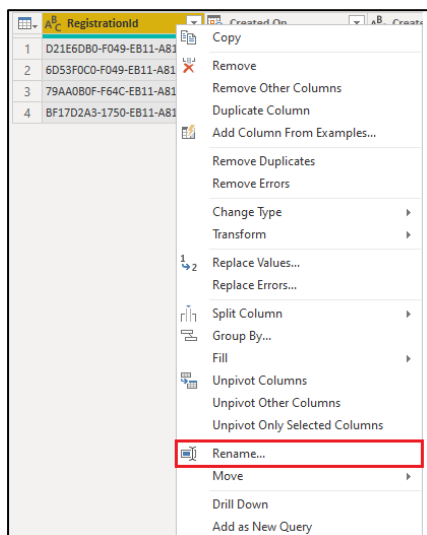 RegistrationId Created On Create
1 D21E6DB0-F049-EB11-A81
2 6D53F0C0-F049-EB11-A81
3 79AA0B0F-F64C-EB11-A81
4 BF17D2A3-1750-EB11-A81
Copy
Remove
Remove Other Columns
Duplicate Column
Add Column From Examples...
Remove Duplicates
Remove Errors
Change Type
Transform
Replace Values...
Replace Errors...
Split Column
Group By...
Fill
Unpivot Columns
Unpivot Other Columns
Unpivot Only Selected Columns
Rename...
Move
Drill Down
Add as New Query